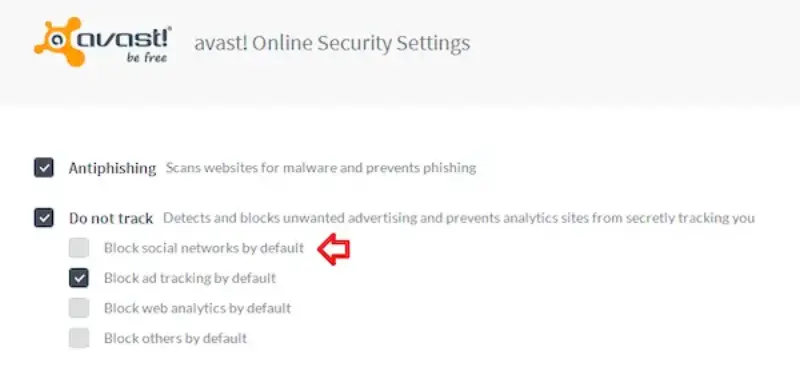 avast!
be free
avast! Online Security Settings
Antiphishing Scans websites for malware and prevents phishing
Do not track Detects and blocks unwanted advertising and prevents analytics sites from secretly tracking you
Block social networks by default
Block ad tracking by default
Block web analytics by default
Block others by default